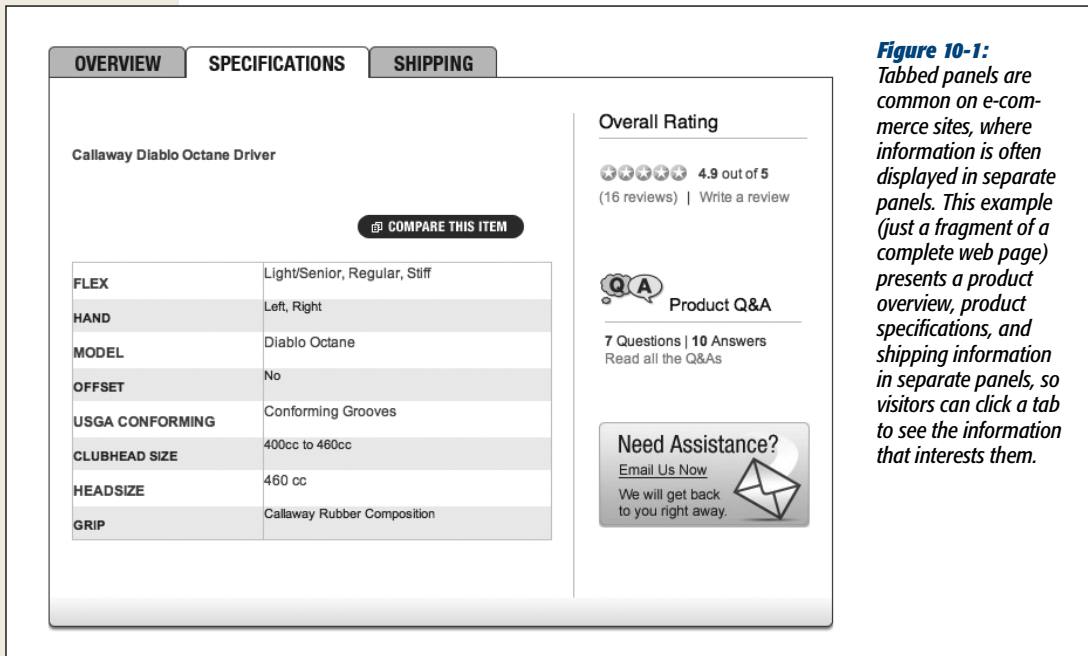 OVERVIEW SPECIFICATIONS SHIPPING
Callaway Diablo Octane Driver
COMPARE THIS ITEM
FLEX Light/Senior, Regular, Stiff
HAND Left, Right
MODEL Diablo Octane
OFFSET No
USGA CONFORMING Conforming Grooves
CLUBHEAD SIZE 400cc to 460cc
HEADSIZE 460 cc
GRIP Callaway Rubber Composition
Overall Rating
4.9 out of 5
(16 reviews) | Write a review
Q A Product Q&A
7 Questions | 10 Answers
Read all the Q&As
Need Assistance?
Email Us Now
We will get back
to you right away.
Figure 10-1:
Tabbed panels are
common on e-com-
merce sites, where
information is often
displayed in separate
panels. This example
(just a fragment of a
complete web page)
presents a product
overview, product
specifications, and
shipping information
in separate panels, so
visitors can click a tab
to see the information
that interests them.